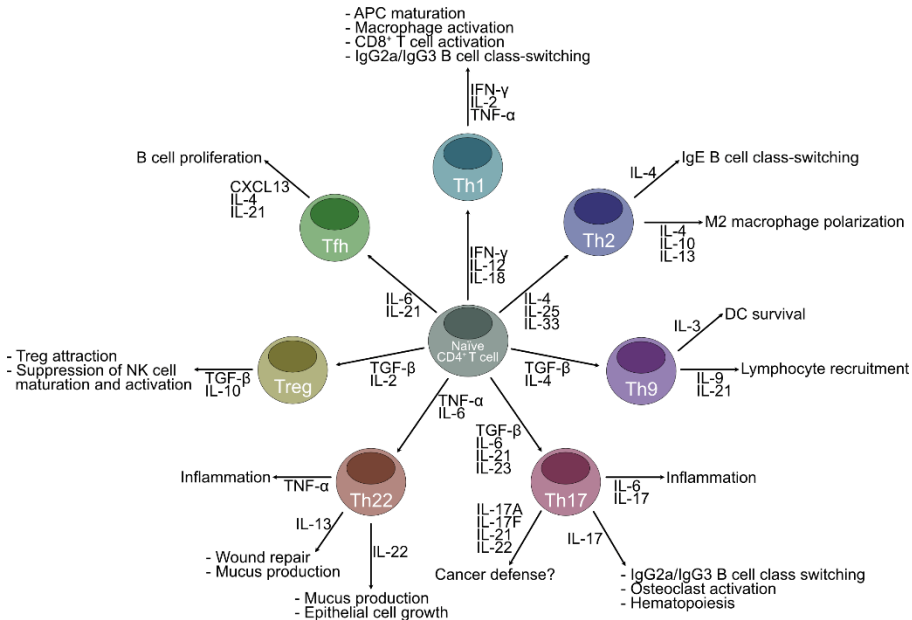 - APC maturation
- Macrophage activation
- CD8⁺ T cell activation
- IgG2a/IgG3 B cell class-switching
IFN-γ
IL-2
TNF-α
Th1
B cell proliferation
CXCL13
IL-4
IL-21
Tfh
IL-4
IgE B cell class-switching
Th2
M2 macrophage polarization
IL-4
IL-10
IL-13
IFN-γ
IL-12
IL-18
IL-6
IL-21
IL-4
IL-25
IL-33
Naïve
CD4⁺ T cell
IL-3
DC survival
- Treg attraction
- Suppression of NK cell
maturation and activation
TGF-β
IL-10
Treg
TGF-β
IL-2
TGF-β
IL-4
Th9
Lymphocyte recruitment
IL-9
IL-21
TNF-α
IL-6
TGF-β
IL-6
IL-21
IL-23
Inflammation
TNF-α
Th22
Th17
Inflammation
IL-6
IL-17
IL-13
- Wound repair
- Mucus production
IL-22
- Mucus production
- Epithelial cell growth
IL-17A
IL-17F
IL-21
IL-22
Cancer defense?
IL-17
- IgG2a/IgG3 B cell class switching
- Osteoclast activation
- Hematopoiesis